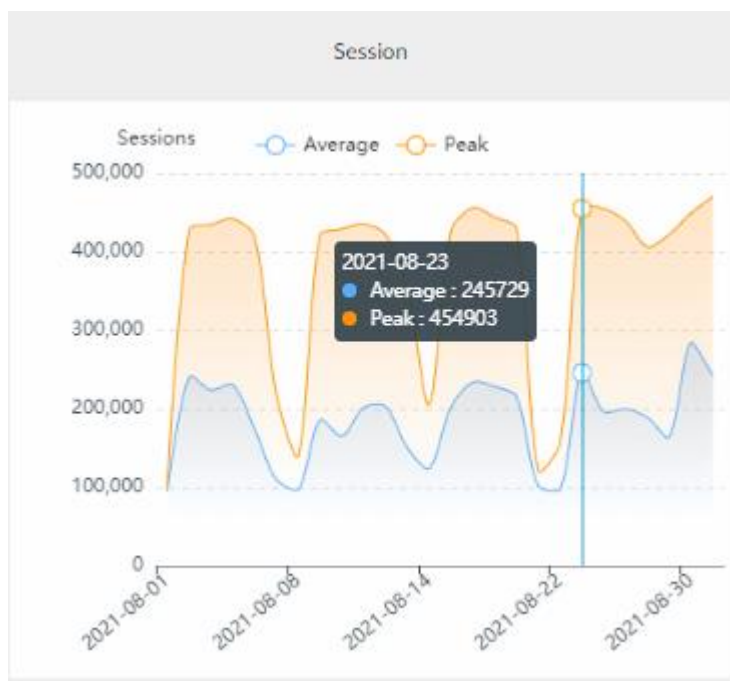 Session
Sessions
Average
Peak
500,000
400,000
300,000
200,000
100,000
0
2021-08-23
Average : 245729
Peak : 454903
2021-08-01
2021-08-08
2021-08-14
2021-08-22
2021-08-30